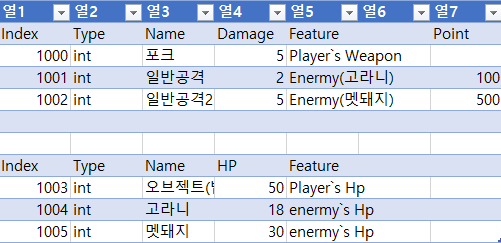 열1 열2 열3 열4 열5 열6 열7
Index Type Name Damage Feature Point
1000 int 포크 5 Player`s Weapon
1001 int 일반공격 2 Enermy(고라니) 100
1002 int 일반공격2 5 Enermy(멧돼지) 500
Index Type Name HP Feature
1003 int 오브젝트( 50 Player`s Hp
1004 int 고라니 18 enermy`s Hp
1005 int 멧돼지 30 enermy`s Hp